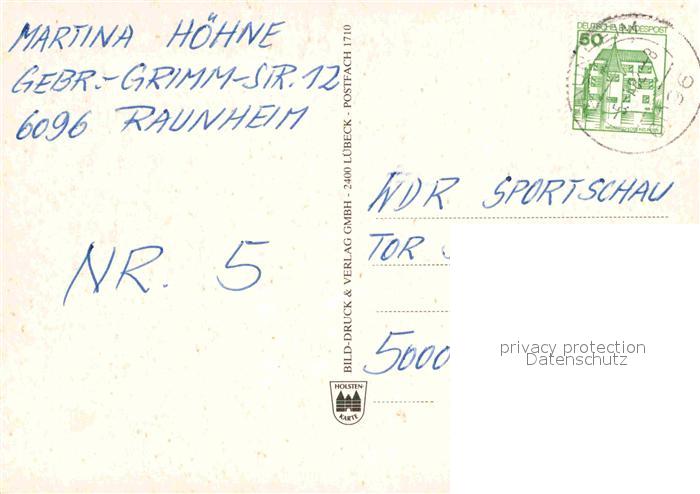 MARTINA HÖHNE
GEBR.-GRIMM-STR. 12
6096 RAUNHEIM
NR. 5
BILD-DRUCK & VERLAG GMBH - 2400 LÜBECK - POSTFACH 1710
HOLSTEN-
KARTE
DEUTSCHE BUNDESPOST
50
WDR SPORTSCHAU
TOR
5000
privacy protection
Datenschutz